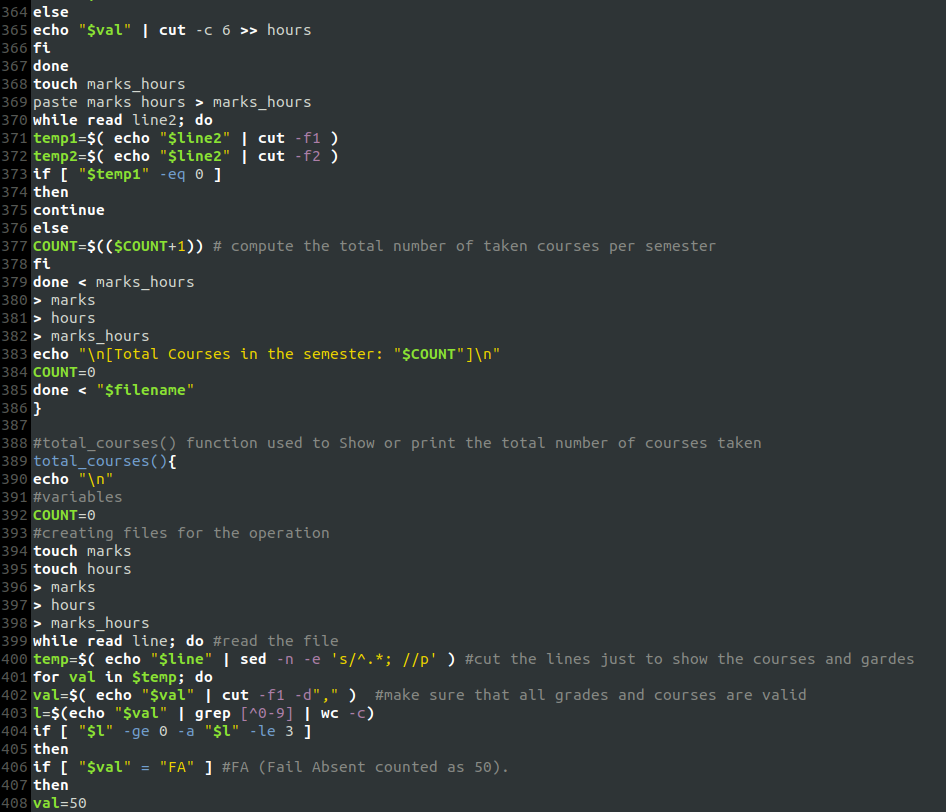 364 else
365 echo "$val" | cut -c 6 >> hours
366 fi
367 done
368 touch marks_hours
369 paste marks hours > marks_hours
370 while read line2; do
371 temp1=$( echo "$line2" | cut -f1 )
372 temp2=$( echo "$line2" | cut -f2 )
373 if [ "$temp1" -eq 0 ]
374 then
375 continue
376 else
377 COUNT=$(($COUNT+1)) # compute the total number of taken courses per semester
378 fi
379 done < marks_hours
380 > marks
381 > hours
382 > marks_hours
383 echo "\n[Total Courses in the semester: "$COUNT"]\n"
384 COUNT=0
385 done < "$filename"
386 }
387
388 #total_courses() function used to Show or print the total number of courses taken
389 total_courses(){
390 echo "\n"
391 #variables
392 COUNT=0
393 #creating files for the operation
394 touch marks
395 touch hours
396 > marks
397 > hours
398 > marks_hours
399 while read line; do #read the file
400 temp=$( echo "$line" | sed -n -e 's/^.*; //p' ) #cut the lines just to show the courses and gardes
401 for val in $temp; do
402 val=$( echo "$val" | cut -f1 -d"," )  #make sure that all grades and courses are valid
403 l=$(echo "$val" | grep [^0-9] | wc -c)
404 if [ "$l" -ge 0 -a "$l" -le 3 ]
405 then
406 if [ "$val" = "FA" ] #FA (Fail Absent counted as 50).
407 then
408 val=50